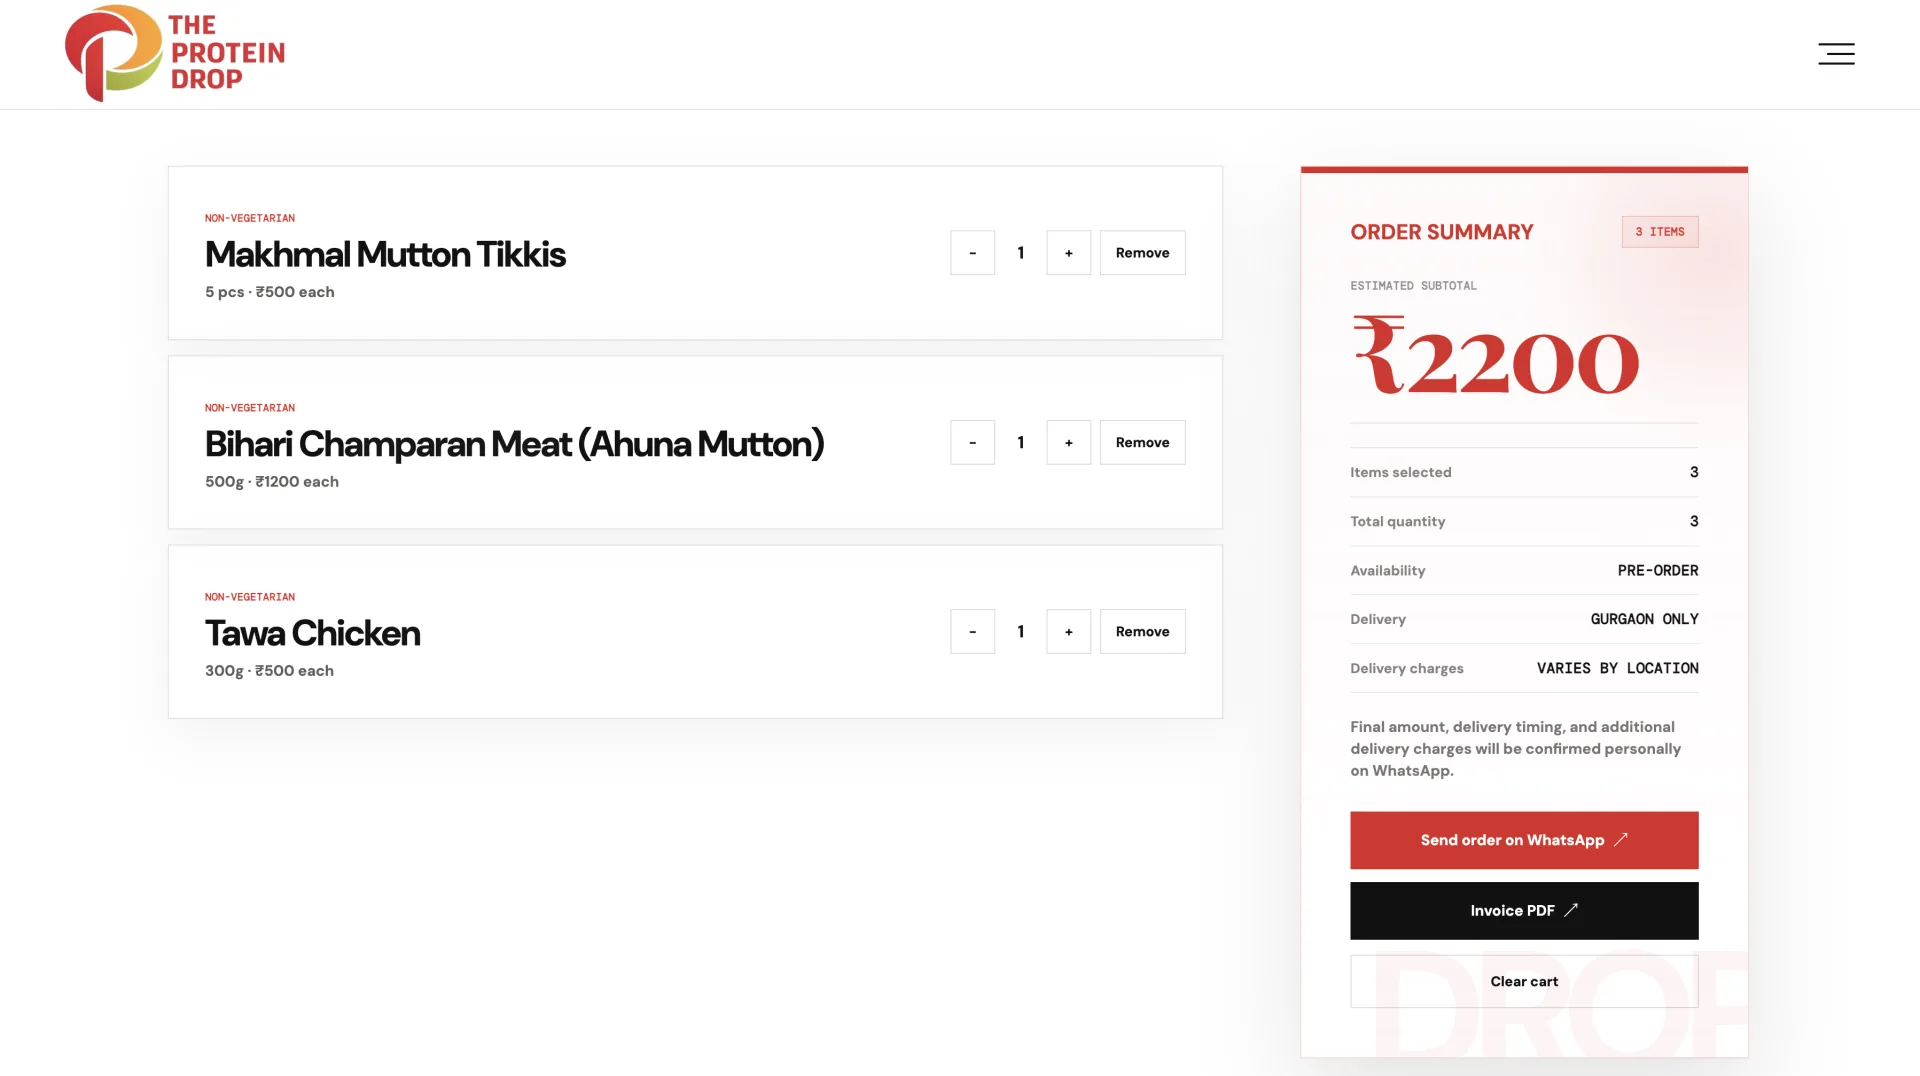 THE
PROTEIN
DROP
NON-VEGETARIAN
Makhmal Mutton Tikkis
5 pcs · ₹500 each
- 1 + Remove
NON-VEGETARIAN
Bihari Champaran Meat (Ahuna Mutton)
500g · ₹1200 each
- 1 + Remove
NON-VEGETARIAN
Tawa Chicken
300g · ₹500 each
- 1 + Remove
ORDER SUMMARY
3 ITEMS
ESTIMATED SUBTOTAL
₹2200
Items selected 3
Total quantity 3
Availability PRE-ORDER
Delivery GURGAON ONLY
Delivery charges VARIES BY LOCATION
Final amount, delivery timing, and additional
delivery charges will be confirmed personally
on WhatsApp.
Send order on WhatsApp ↗
Invoice PDF ↗
Clear cart
DROP